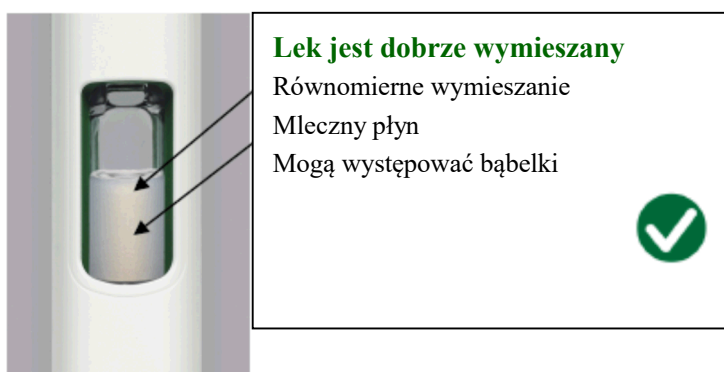 Lek jest dobrze wymieszany
Równomierne wymieszanie
Mleczny płyn
Mogą występować bąbelki